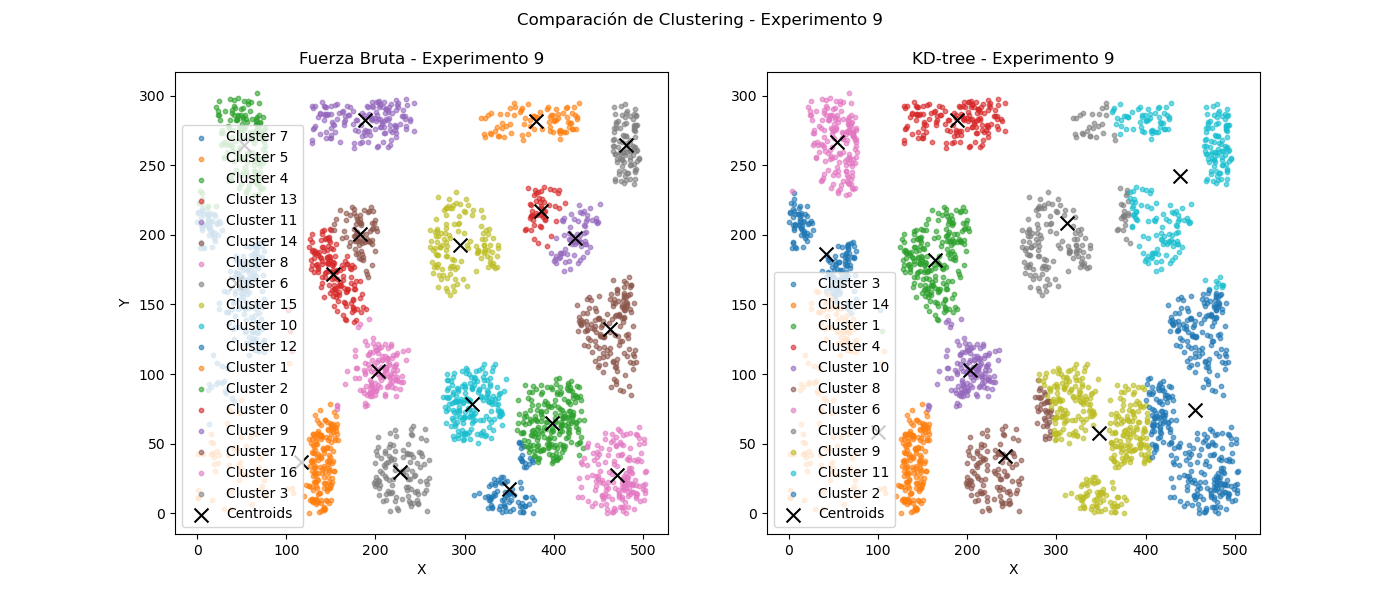 Comparación de Clustering - Experimento 9
Fuerza Bruta - Experimento 9
300
250
200
150
100
50
0
Y
0
100
200
300
400
500
X
Cluster 7
Cluster 5
Cluster 4
Cluster 13
Cluster 11
Cluster 14
Cluster 8
Cluster 6
Cluster 15
Cluster 10
Cluster 12
Cluster 1
Cluster 2
Cluster 0
Cluster 9
Cluster 17
Cluster 16
Cluster 3
Centroids
KD-tree - Experimento 9
300
250
200
150
100
50
0
0
100
200
300
400
500
X
Cluster 3
Cluster 14
Cluster 1
Cluster 4
Cluster 10
Cluster 8
Cluster 6
Cluster 0
Cluster 9
Cluster 11
Cluster 2
Centroids